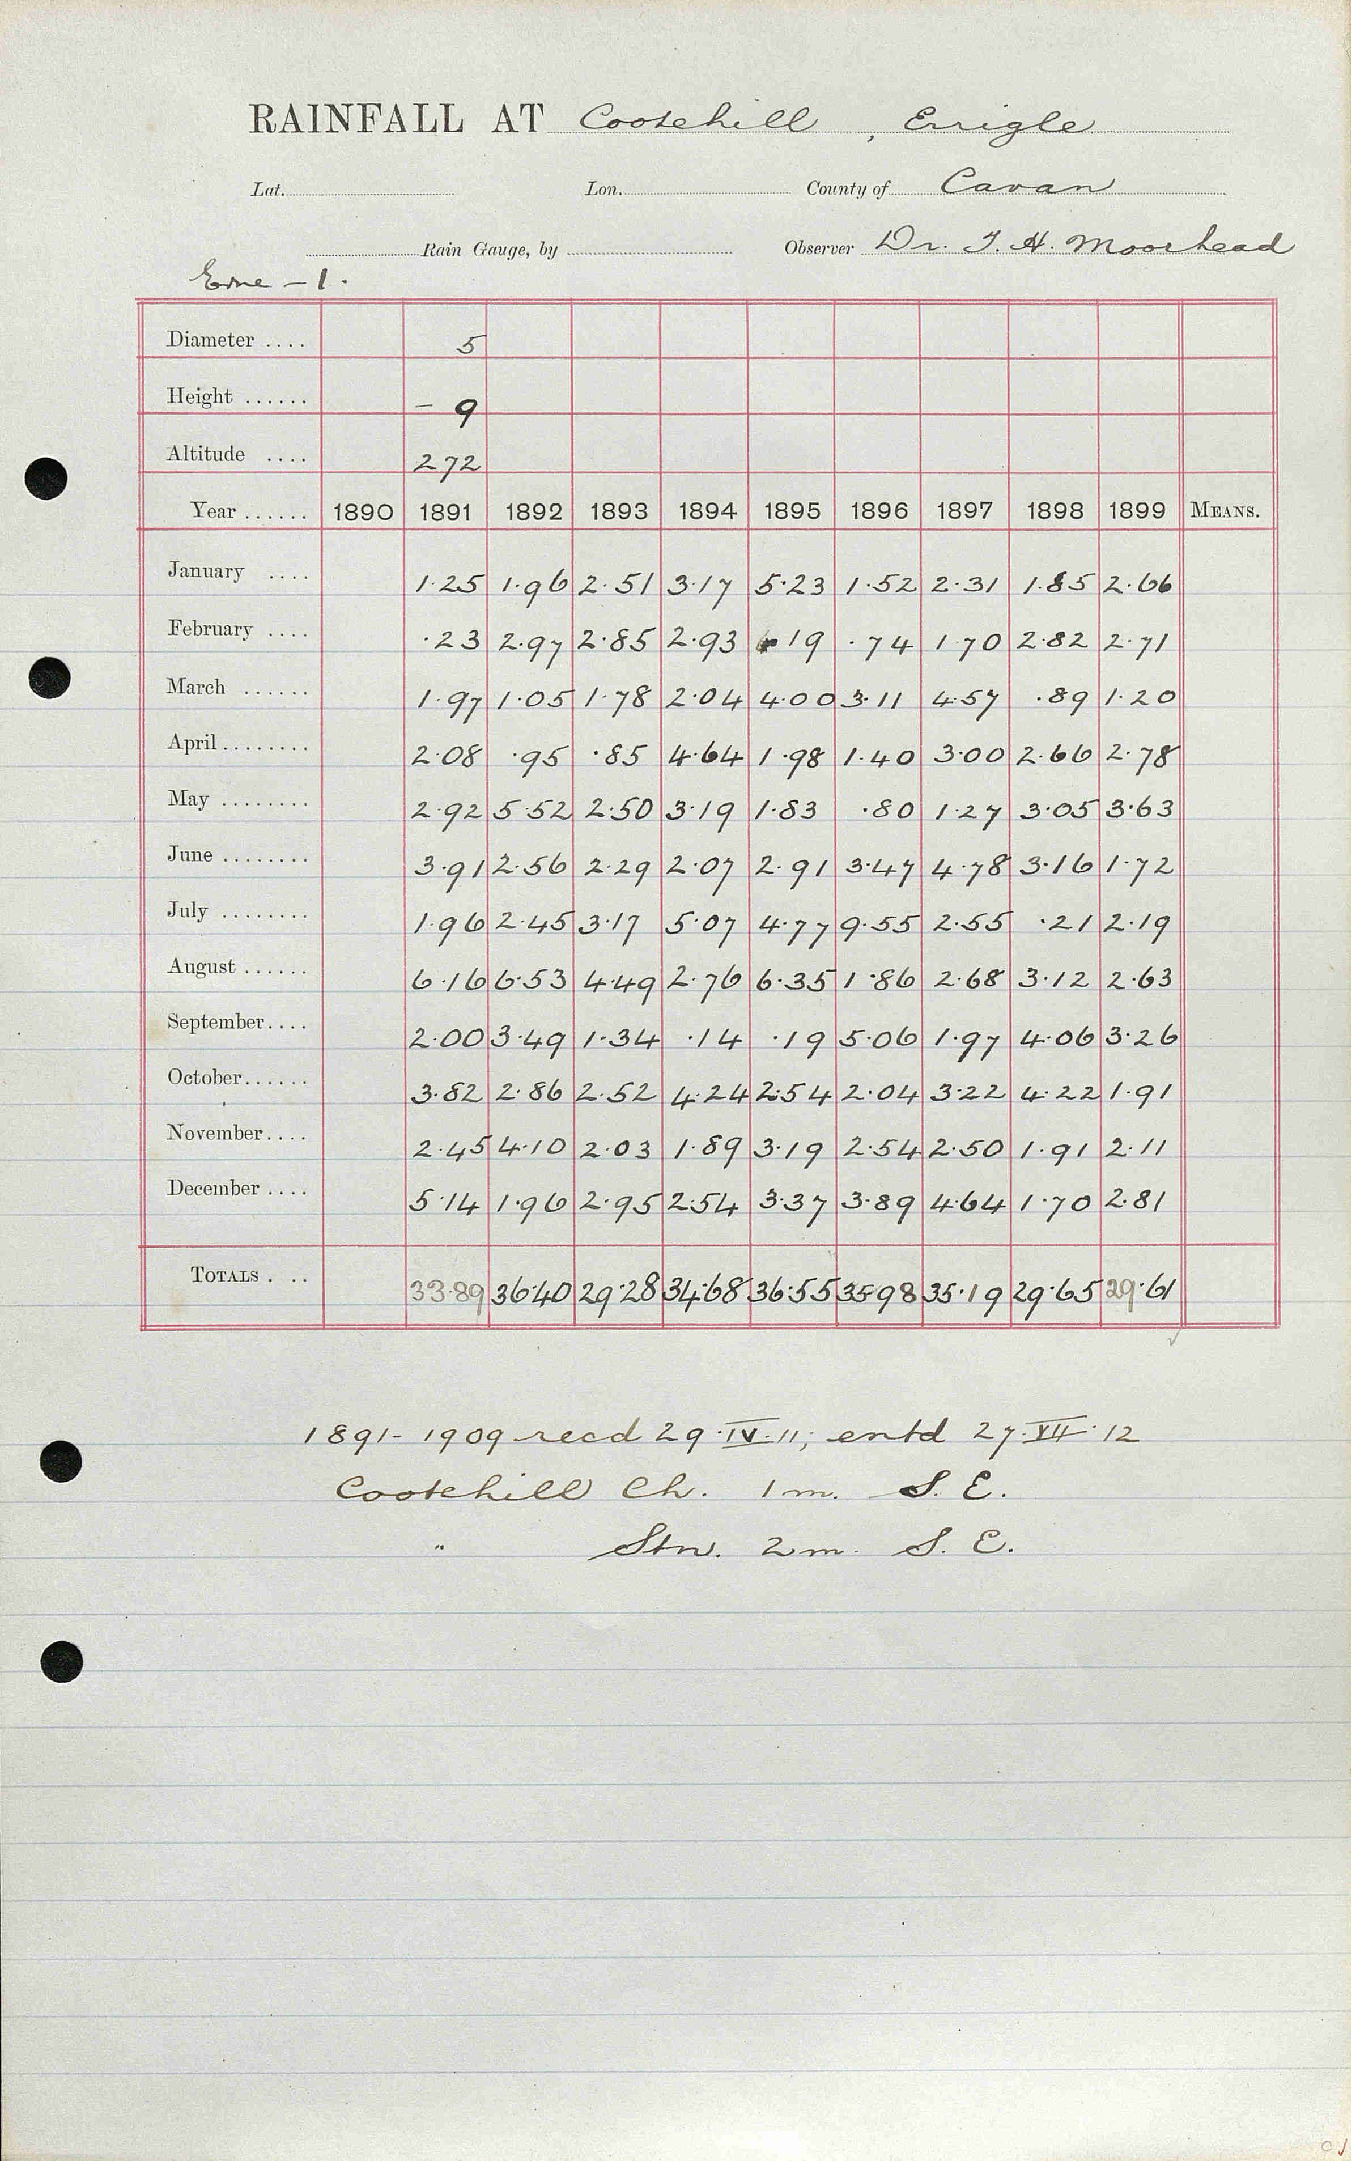 RAINFALL AT Cootehill, Errigle
Lat. Lon. County of Cavan
Rain Gauge, by Observer Dr. T. H. Moorhead
Erne - 1.
Diameter .... 5
Height ...... - 9
Altitude .... 272
Year ...... 1890 1891 1892 1893 1894 1895 1896 1897 1898 1899 MEANS.
January .... 1.25 1.96 2.51 3.17 5.23 1.52 2.31 1.85 2.66
February .... .23 2.97 2.85 2.93 .19 .74 1.70 2.82 2.71
March ...... 1.97 1.05 1.78 2.04 4.00 3.11 4.57 .89 1.20
April ........ 2.08 .95 .85 4.64 1.98 1.40 3.00 2.66 2.78
May ........ 2.92 5.52 2.50 3.19 1.83 .80 1.27 3.05 3.63
June ........ 3.91 2.56 2.29 2.07 2.91 3.47 4.78 3.16 1.72
July ........ 1.96 2.45 3.17 5.07 4.77 9.55 2.55 .21 2.19
August ...... 6.16 6.53 4.49 2.76 6.35 1.86 2.68 3.12 2.63
September.... 2.00 3.49 1.34 .14 .19 5.06 1.97 4.06 3.26
October...... 3.82 2.86 2.52 4.24 2.54 2.04 3.22 4.22 1.91
November.... 2.45 4.10 2.03 1.89 3.19 2.54 2.50 1.91 2.11
December .... 5.14 1.96 2.95 2.54 3.37 3.89 4.64 1.70 2.81
TOTALS . .. 33.89 36.40 29.28 34.68 36.55 35.98 35.19 29.65 29.61
1891-1909 recd 29.IV.11; entd 27.VII.12
Cootehill Ch. 1m. S. E.
" Stn. 2m. S. E.